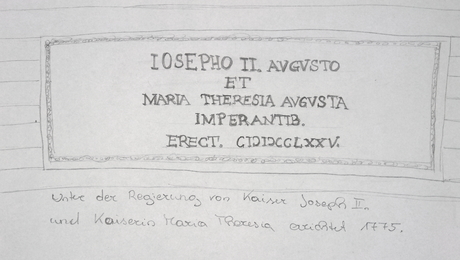 IOSEPHO II. AVGVSTO
ET
MARIA THERESIA AVGVSTA
IMPERANTIB.
ERECT. CIƆIƆCCLXXV.
Unter der Regierung von Kaiser Joseph II.
und Kaiserin Maria Theresia errichtet 1775.